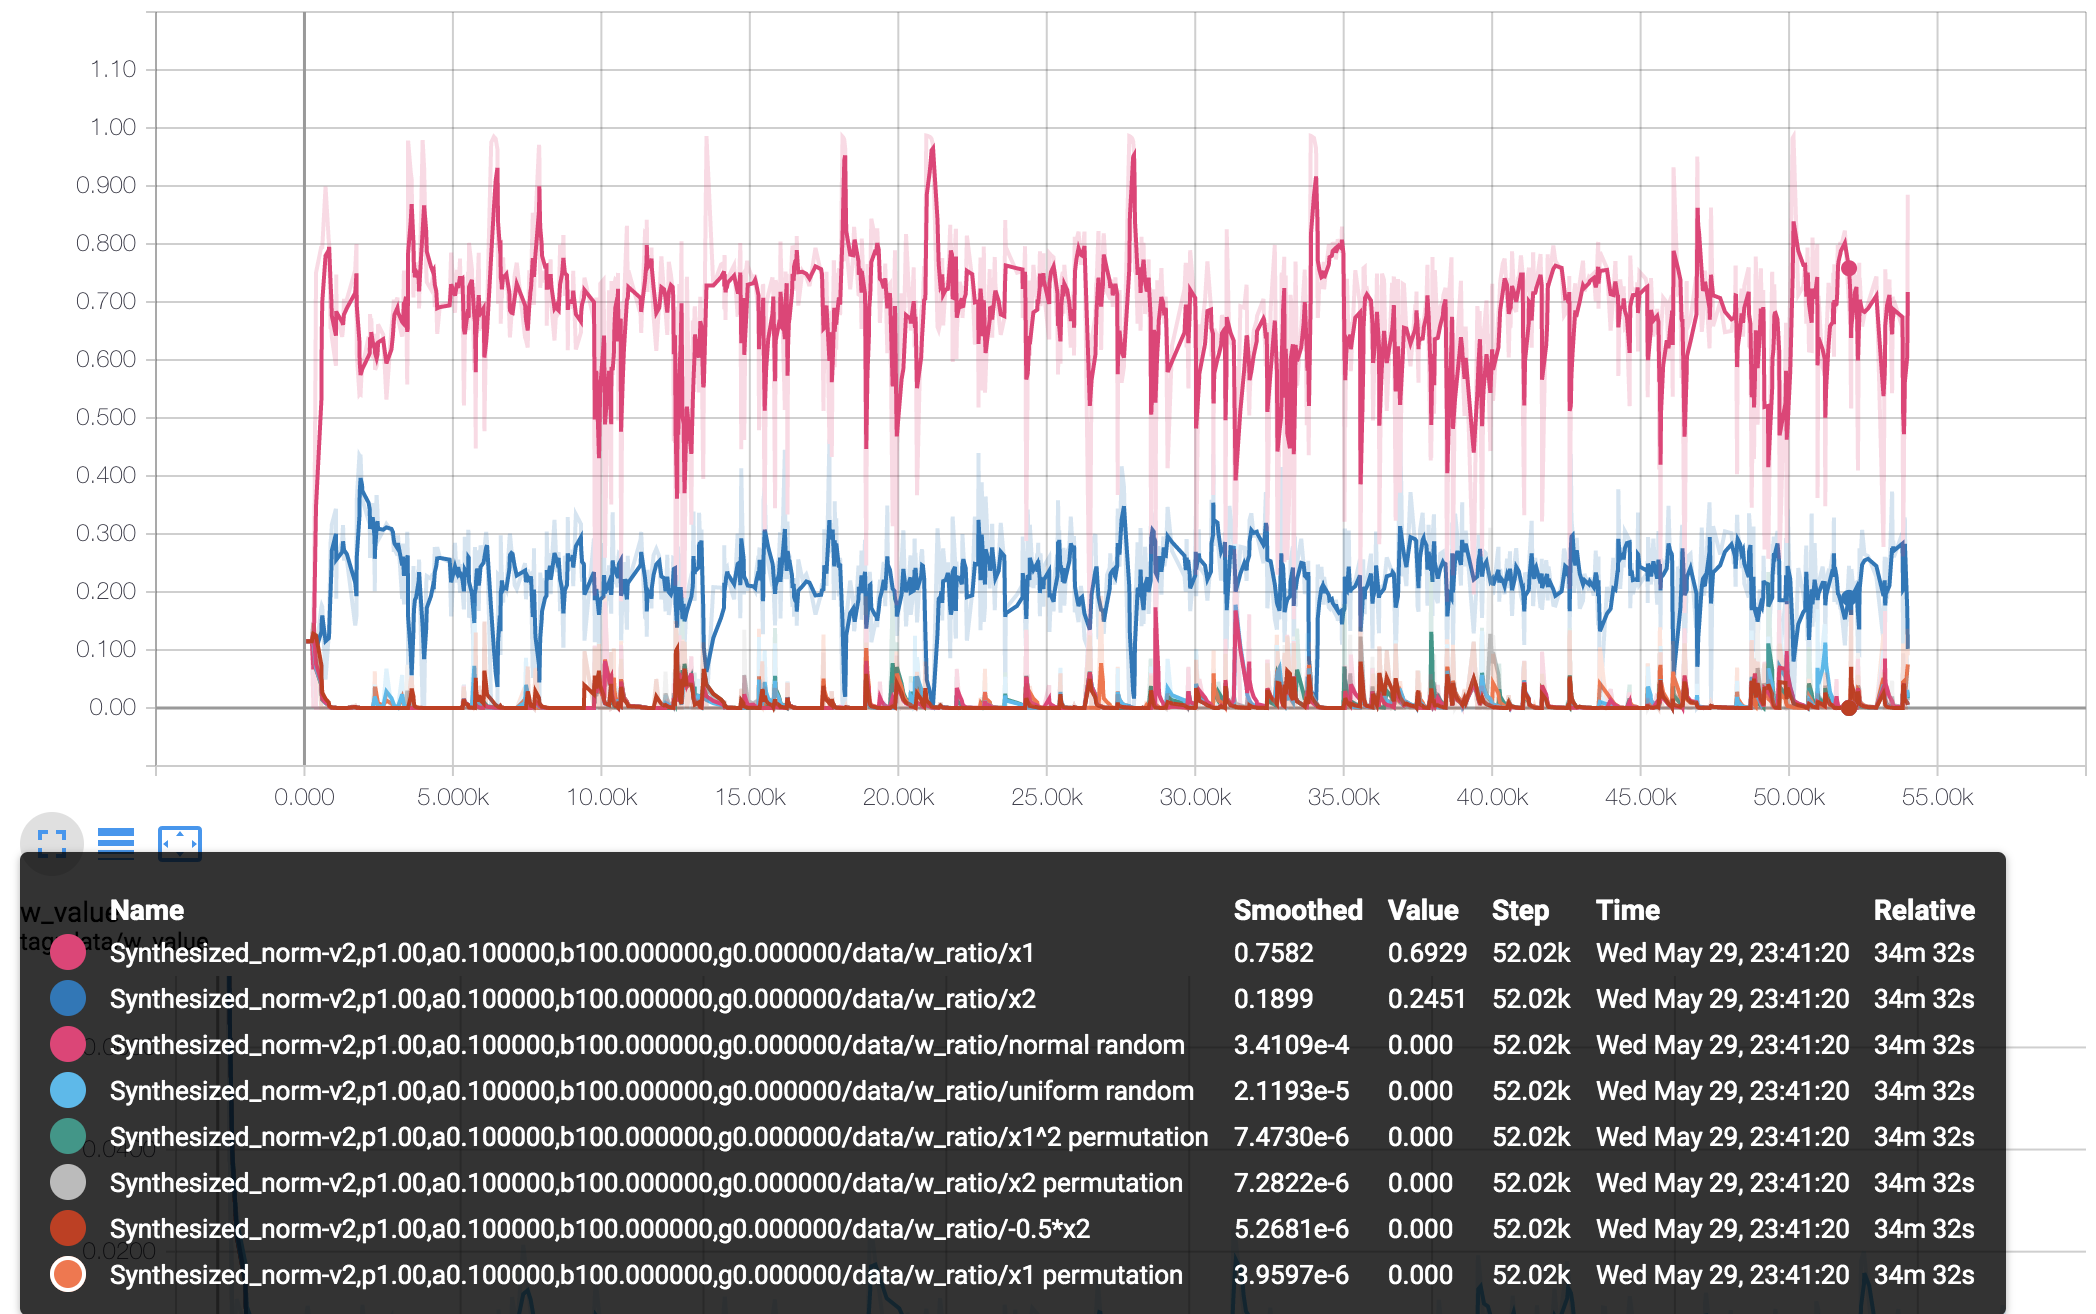 1.10
1.00
0.900
0.800
0.700
0.600
0.500
0.400
0.300
0.200
0.100
0.00
0.000 5.000k 10.00k 15.00k 20.00k 25.00k 30.00k 35.00k 40.00k 45.00k 50.00k 55.00k
w_value
tag: data/w_value
Name Smoothed Value Step Time Relative
Synthesized_norm-v2,p1.00,a0.100000,b100.000000,g0.000000/data/w_ratio/x1 0.7582 0.6929 52.02k Wed May 29, 23:41:20 34m 32s
Synthesized_norm-v2,p1.00,a0.100000,b100.000000,g0.000000/data/w_ratio/x2 0.1899 0.2451 52.02k Wed May 29, 23:41:20 34m 32s
Synthesized_norm-v2,p1.00,a0.100000,b100.000000,g0.000000/data/w_ratio/normal random 3.4109e-4 0.000 52.02k Wed May 29, 23:41:20 34m 32s
Synthesized_norm-v2,p1.00,a0.100000,b100.000000,g0.000000/data/w_ratio/uniform random 2.1193e-5 0.000 52.02k Wed May 29, 23:41:20 34m 32s
Synthesized_norm-v2,p1.00,a0.100000,b100.000000,g0.000000/data/w_ratio/x1^2 permutation 7.4730e-6 0.000 52.02k Wed May 29, 23:41:20 34m 32s
0.0400
Synthesized_norm-v2,p1.00,a0.100000,b100.000000,g0.000000/data/w_ratio/x2 permutation 7.2822e-6 0.000 52.02k Wed May 29, 23:41:20 34m 32s
Synthesized_norm-v2,p1.00,a0.100000,b100.000000,g0.000000/data/w_ratio/-0.5*x2 5.2681e-6 0.000 52.02k Wed May 29, 23:41:20 34m 32s
0.0200
Synthesized_norm-v2,p1.00,a0.100000,b100.000000,g0.000000/data/w_ratio/x1 permutation 3.9597e-6 0.000 52.02k Wed May 29, 23:41:20 34m 32s